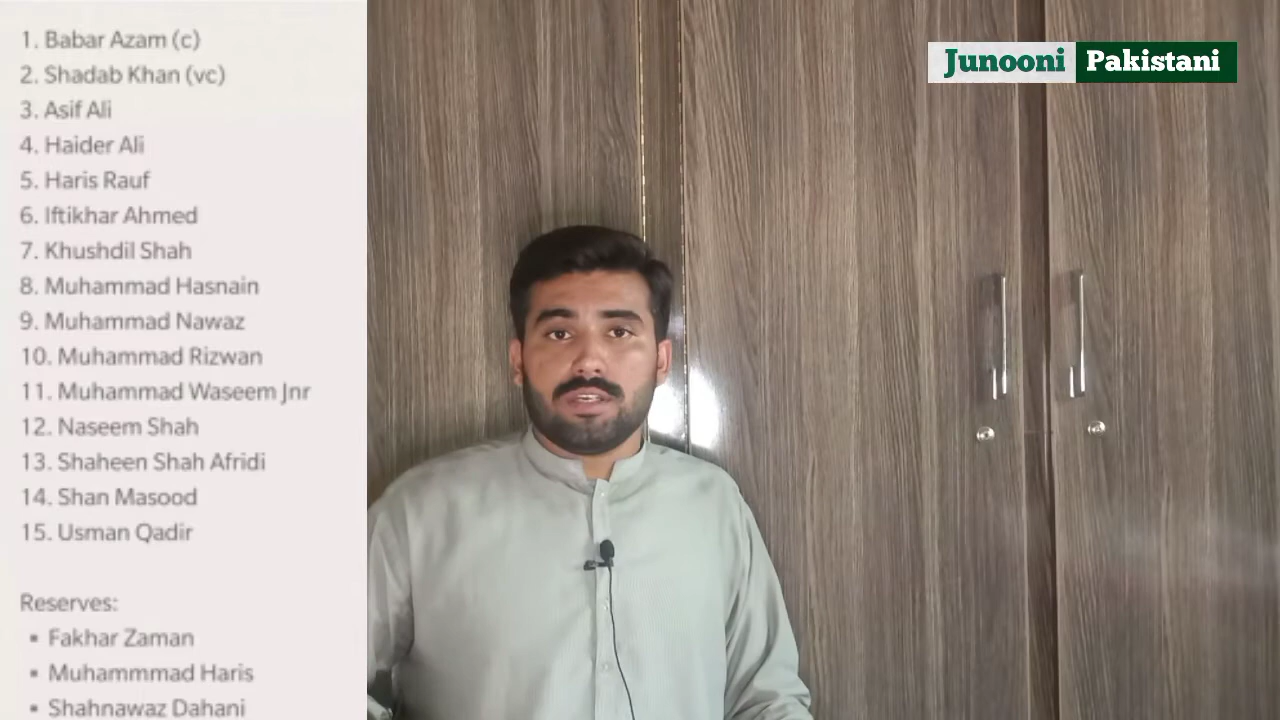 1. Babar Azam (c)
2. Shadab Khan (vc)
3. Asif Ali
4. Haider Ali
5. Haris Rauf
6. Iftikhar Ahmed
7. Khushdil Shah
8. Muhammad Hasnain
9. Muhammad Nawaz
10. Muhammad Rizwan
11. Muhammad Waseem Jnr
12. Naseem Shah
13. Shaheen Shah Afridi
14. Shan Masood
15. Usman Qadir
Reserves:
▪ Fakhar Zaman
▪ Muhammmad Haris
▪ Shahnawaz Dahani
Junooni Pakistani